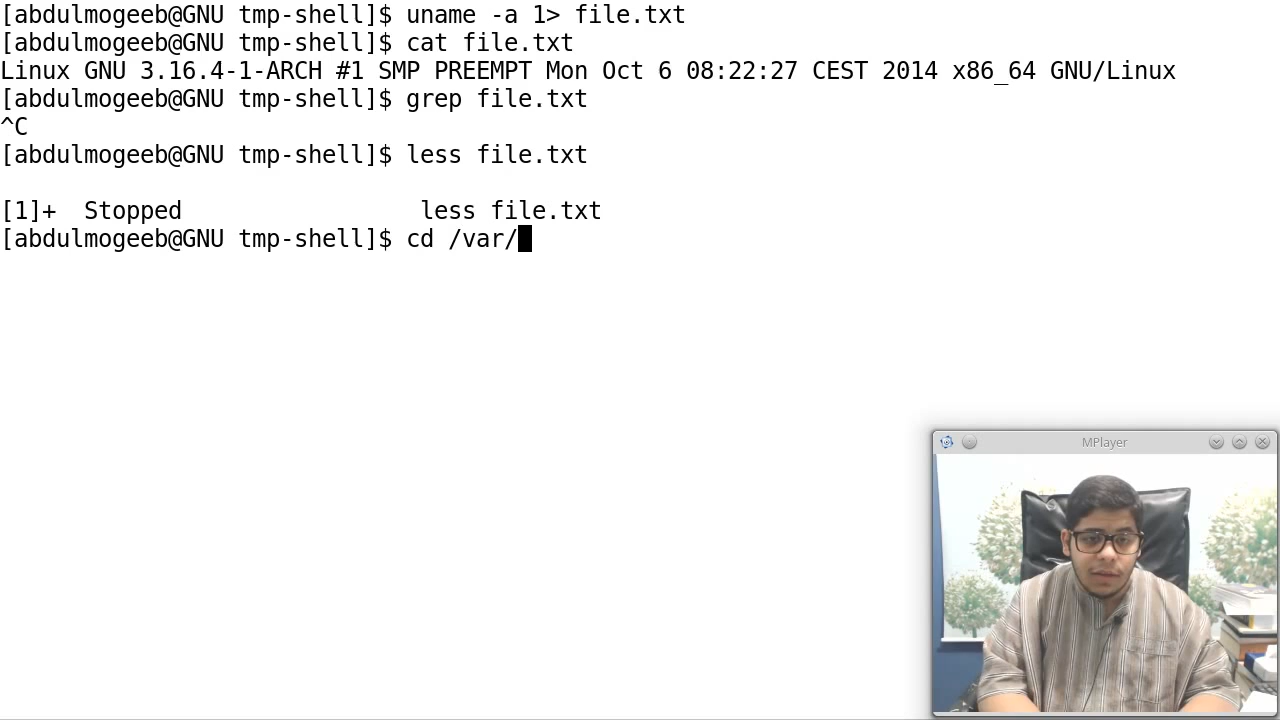 [abdulmogeeb@GNU tmp-shell]$ uname -a 1> file.txt
[abdulmogeeb@GNU tmp-shell]$ cat file.txt
Linux GNU 3.16.4-1-ARCH #1 SMP PREEMPT Mon Oct 6 08:22:27 CEST 2014 x86_64 GNU/Linux
[abdulmogeeb@GNU tmp-shell]$ grep file.txt
^C
[abdulmogeeb@GNU tmp-shell]$ less file.txt
[1]+  Stopped                 less file.txt
[abdulmogeeb@GNU tmp-shell]$ cd /var/
MPlayer